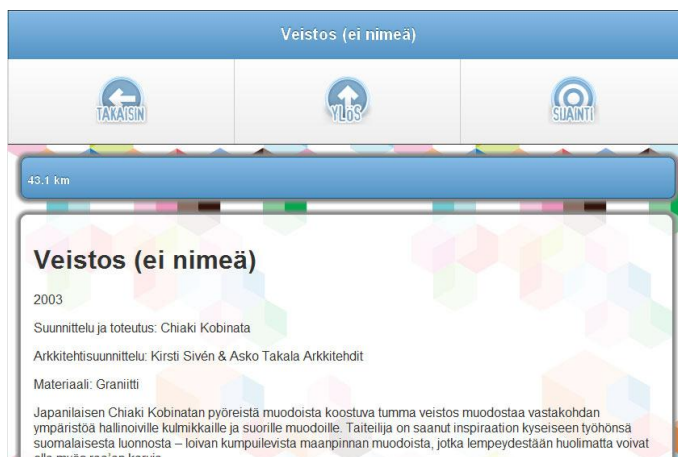 Veistos (ei nimeä)
TAKAISIN
YLÖS
SIJAINTI
43.1 km
Veistos (ei nimeä)
2003
Suunnittelu ja toteutus: Chiaki Kobinata
Arkkitehtisuunnittelu: Kirsti Sivén & Asko Takala Arkkitehdit
Materiaali: Graniitti
Japanilaisen Chiaki Kobinatan pyöreistä muodoista koostuva tumma veistos muodostaa vastakohdan
ympäristöä hallinoiville kulmikkaille ja suorille muodoille. Taiteilija on saanut inspiraation kyseiseen työhönsä
suomalaisesta luonnosta – loivan kumpuilevista maanpinnan muodoista, jotka lempeydestään huolimatta voivat